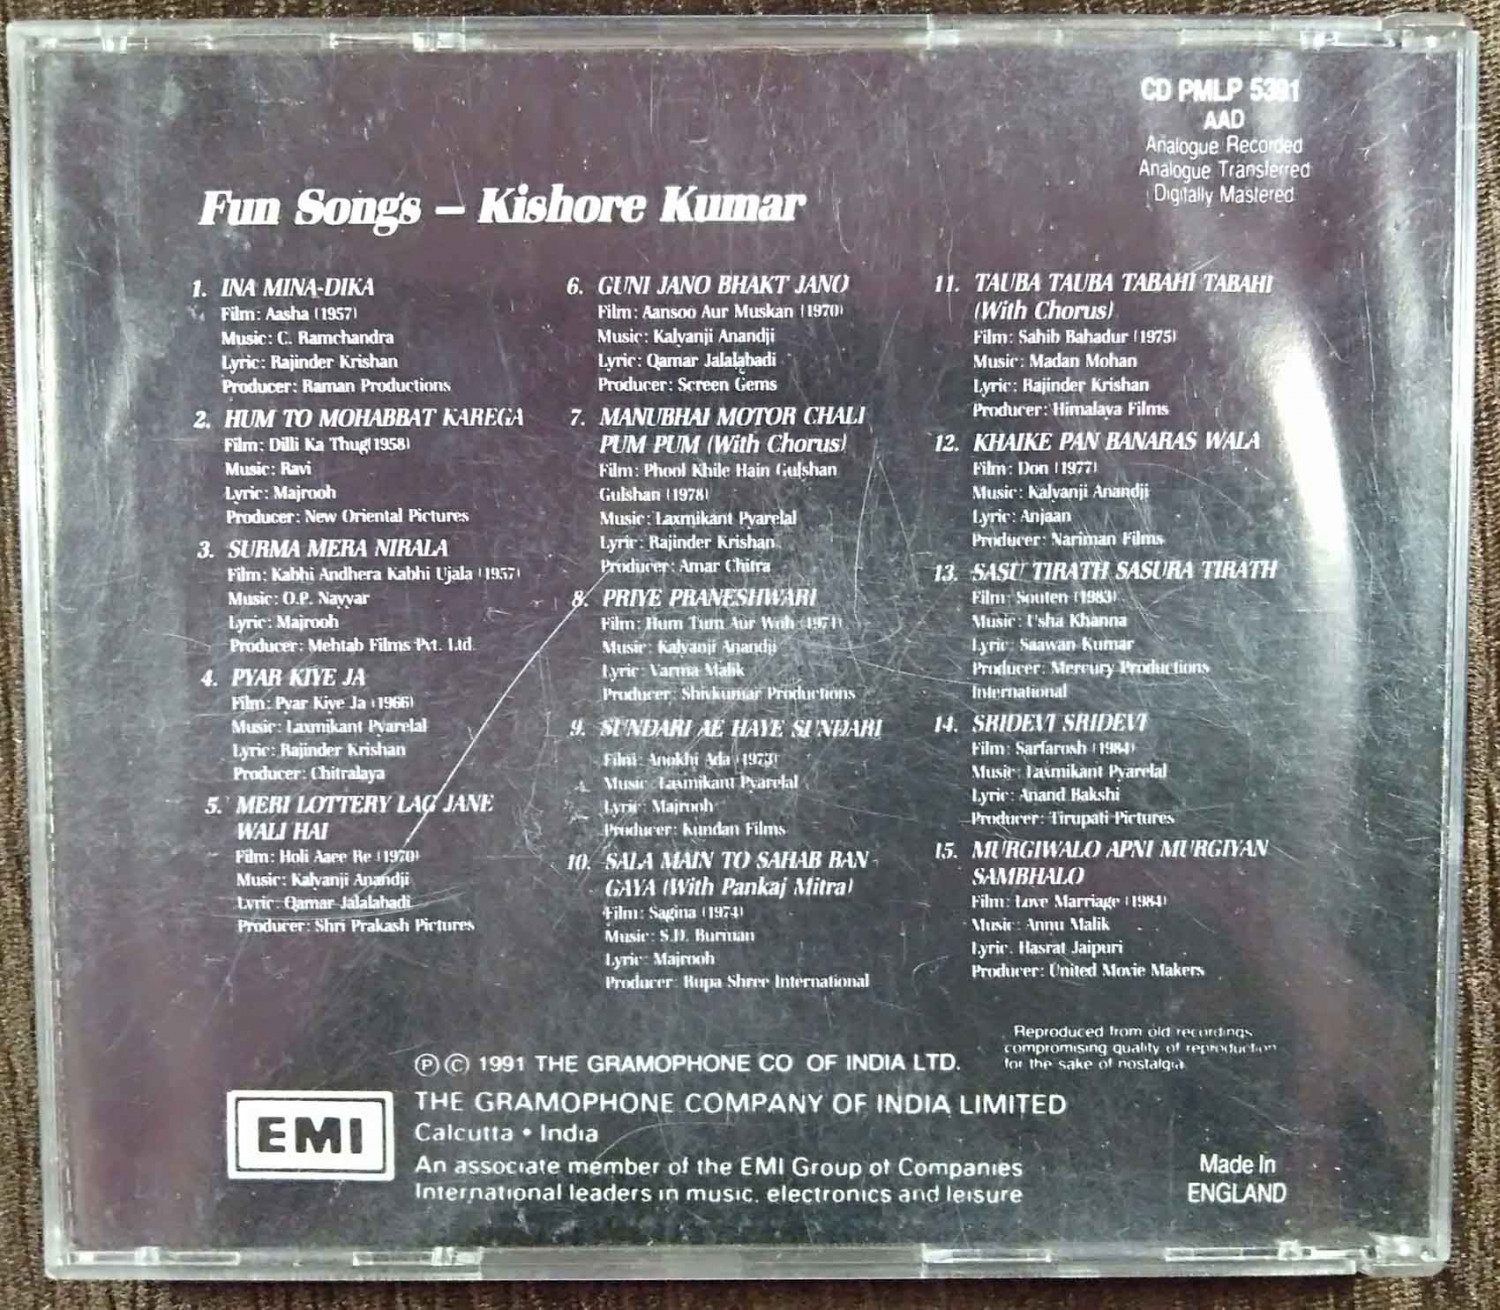 CD PMLP 5391
AAD
Analogue Recorded
Analogue Transferred
Digitally Mastered
Fun Songs – Kishore Kumar
1. INA MINA-DIKA
Film: Aasha (1957)
Music: C. Ramchandra
Lyric: Rajinder Krishan
Producer: Raman Productions
2. HUM TO MOHABBAT KAREGA
Film: Dilli Ka Thug(1958)
Music: Ravi
Lyric: Majrooh
Producer: New Oriental Pictures
3. SURMA MERA NIRALA
Film: Kabhi Andhera Kabhi Ujala (1957)
Music: O.P. Nayyar
Lyric: Majrooh
Producer: Mehtab Films Pvt. Ltd.
4. PYAR KIYE JA
Film: Pyar Kiye Ja (1966)
Music: Laxmikant Pyarelal
Lyric: Rajinder Krishan
Producer: Chitralaya
5. MERI LOTTERY LAG JANE
WALI HAI
Film: Holi Aaee Re (1970)
Music: Kalyanji Anandji
Lyric: Qamar Jalalabadi
Producer: Shri Prakash Pictures
6. GUNI JANO BHAKT JANO
Film: Aansoo Aur Muskan (1970)
Music: Kalyanji Anandji
Lyric: Qamar Jalalabadi
Producer: Screen Gems
7. MANUBHAI MOTOR CHALI
PUM PUM (With Chorus)
Film: Phool Khile Hain Gulshan
Gulshan (1978)
Music: Laxmikant Pyarelal
Lyric: Rajinder Krishan
Producer: Amar Chitra
8. PRIYE PRANESHWARI
Film: Hum Tum Aur Woh (1971)
Music: Kalyanji Anandji
Lyric: Varma Malik
Producer: Shivkumar Productions
9. SUNDARI AE HAYE SUNDARI
Film: Anokhi Ada (1973)
Music: Laxmikant Pyarelal
Lyric: Majrooh
Producer: Kundan Films
10. SALA MAIN TO SAHAB BAN
GAYA (With Pankaj Mitra)
Film: Sagina (1974)
Music: S.D. Burman
Lyric: Majrooh
Producer: Rupa Shree International
11. TAUBA TAUBA TABAHI TABAHI
(With Chorus)
Film: Sahib Bahadur (1975)
Music: Madan Mohan
Lyric: Rajinder Krishan
Producer: Himalaya Films
12. KHAIKE PAN BANARAS WALA
Film: Don (1977)
Music: Kalyanji Anandji
Lyric: Anjaan
Producer: Nariman Films
13. SASU TIRATH SASURA TIRATH
Film: Souten (1983)
Music: Usha Khanna
Lyric: Saawan Kumar
Producer: Mercury Productions
International
14. SRIDEVI SRIDEVI
Film: Sarfarosh (1984)
Music: Laxmikant Pyarelal
Lyric: Anand Bakshi
Producer: Tirupati Pictures
15. MURGIWALO APNI MURGIYAN
SAMBHALO
Film: Love Marriage (1984)
Music: Annu Malik
Lyric: Hasrat Jaipuri
Producer: United Movie Makers
Reproduced from old recordings
compromising quality of reproduction
for the sake of nostalgia.
Ⓟ © 1991 THE GRAMOPHONE CO OF INDIA LTD.
EMI
THE GRAMOPHONE COMPANY OF INDIA LIMITED
Calcutta • India
An associate member of the EMI Group of Companies
International leaders in music, electronics and leisure
Made In
ENGLAND